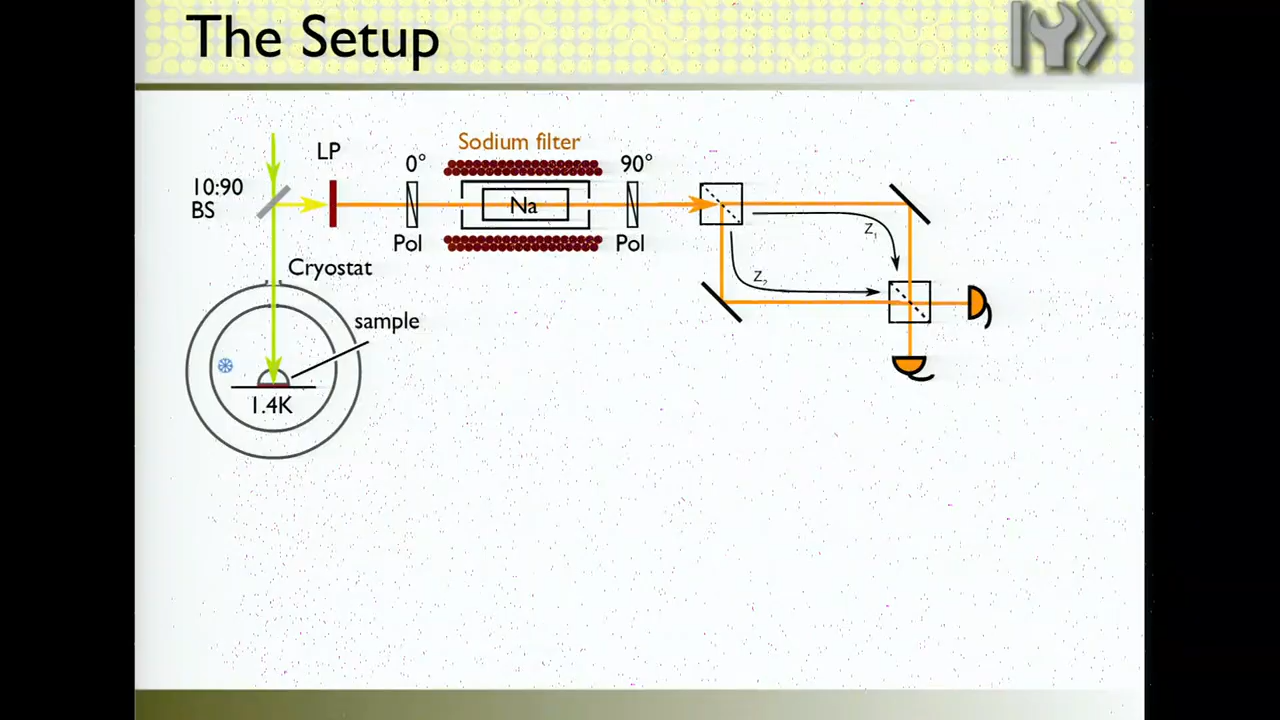 The Setup
Sodium filter
LP
0°
90°
10:90
BS
Na
Pol
Pol
Z₁
Z₂
Cryostat
sample
1.4K